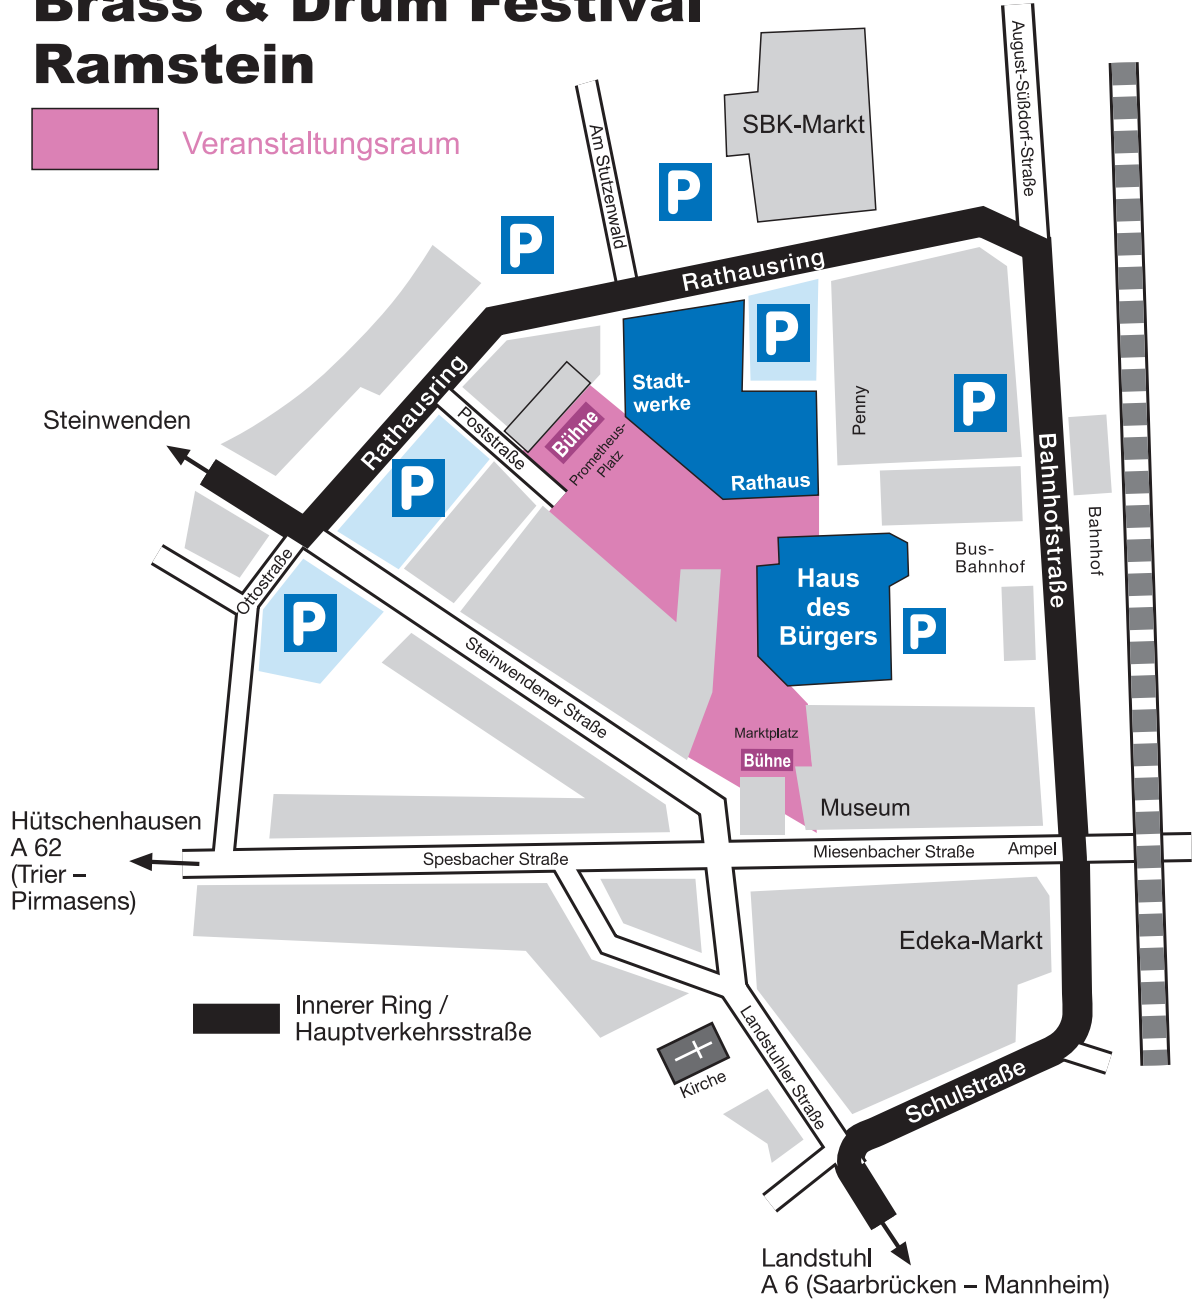 Brass & Drum Festival
Ramstein
Veranstaltungsraum
SBK-Markt
August-Süßdorf-Straße
Am Stutzenwald
P
P
Rathausring
P
Stadt-
werke
Penny
P
Rathausring
Steinwenden
Poststraße
Bühne
Prometheus-
Platz
Rathaus
P
Bahnhofstraße
Bahnhof
Bus-
Bahnhof
Haus
des
Bürgers
P
Ottostraße
P
Steinwendener Straße
Marktplatz
Bühne
Museum
Hütschenhausen
A 62
(Trier –
Pirmasens)
Spesbacher Straße
Miesenbacher Straße
Ampel
Edeka-Markt
Innerer Ring /
Hauptverkehrsstraße
Landstuhler Straße
Kirche
Schulstraße
Landstuhl
A 6 (Saarbrücken – Mannheim)